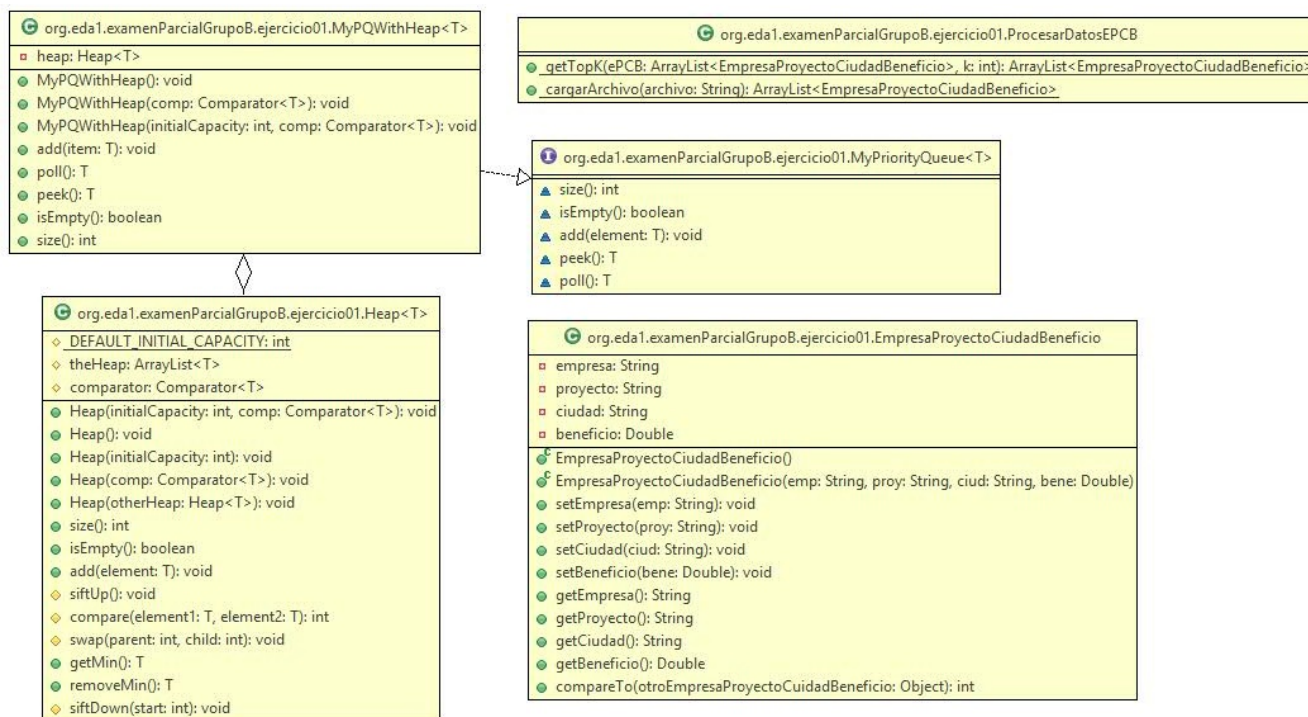 org.eda1.examenParcialGrupoB.ejercicio01.MyPQWithHeap<T>
heap: Heap<T>
MyPQWithHeap(): void
MyPQWithHeap(comp: Comparator<T>): void
MyPQWithHeap(initialCapacity: int, comp: Comparator<T>): void
add(item: T): void
poll(): T
peek(): T
isEmpty(): boolean
size(): int
org.eda1.examenParcialGrupoB.ejercicio01.ProcesarDatosEPCB
getTopK(ePCB: ArrayList<EmpresaProyectoCiudadBeneficio>, k: int): ArrayList<EmpresaProyectoCiudadBeneficio>
cargarArchivo(archivo: String): ArrayList<EmpresaProyectoCiudadBeneficio>
org.eda1.examenParcialGrupoB.ejercicio01.MyPriorityQueue<T>
size(): int
isEmpty(): boolean
add(element: T): void
peek(): T
poll(): T
org.eda1.examenParcialGrupoB.ejercicio01.Heap<T>
DEFAULT_INITIAL_CAPACITY: int
theHeap: ArrayList<T>
comparator: Comparator<T>
Heap(initialCapacity: int, comp: Comparator<T>): void
Heap(): void
Heap(initialCapacity: int): void
Heap(comp: Comparator<T>): void
Heap(otherHeap: Heap<T>): void
size(): int
isEmpty(): boolean
add(element: T): void
siftUp(): void
compare(element1: T, element2: T): int
swap(parent: int, child: int): void
getMin(): T
removeMin(): T
siftDown(start: int): void
org.eda1.examenParcialGrupoB.ejercicio01.EmpresaProyectoCiudadBeneficio
empresa: String
proyecto: String
ciudad: String
beneficio: Double
EmpresaProyectoCiudadBeneficio()
EmpresaProyectoCiudadBeneficio(emp: String, proy: String, ciud: String, bene: Double)
setEmpresa(emp: String): void
setProyecto(proy: String): void
setCiudad(ciud: String): void
setBeneficio(bene: Double): void
getEmpresa(): String
getProyecto(): String
getCiudad(): String
getBeneficio(): Double
compareTo(otroEmpresaProyectoCuidadBeneficio: Object): int